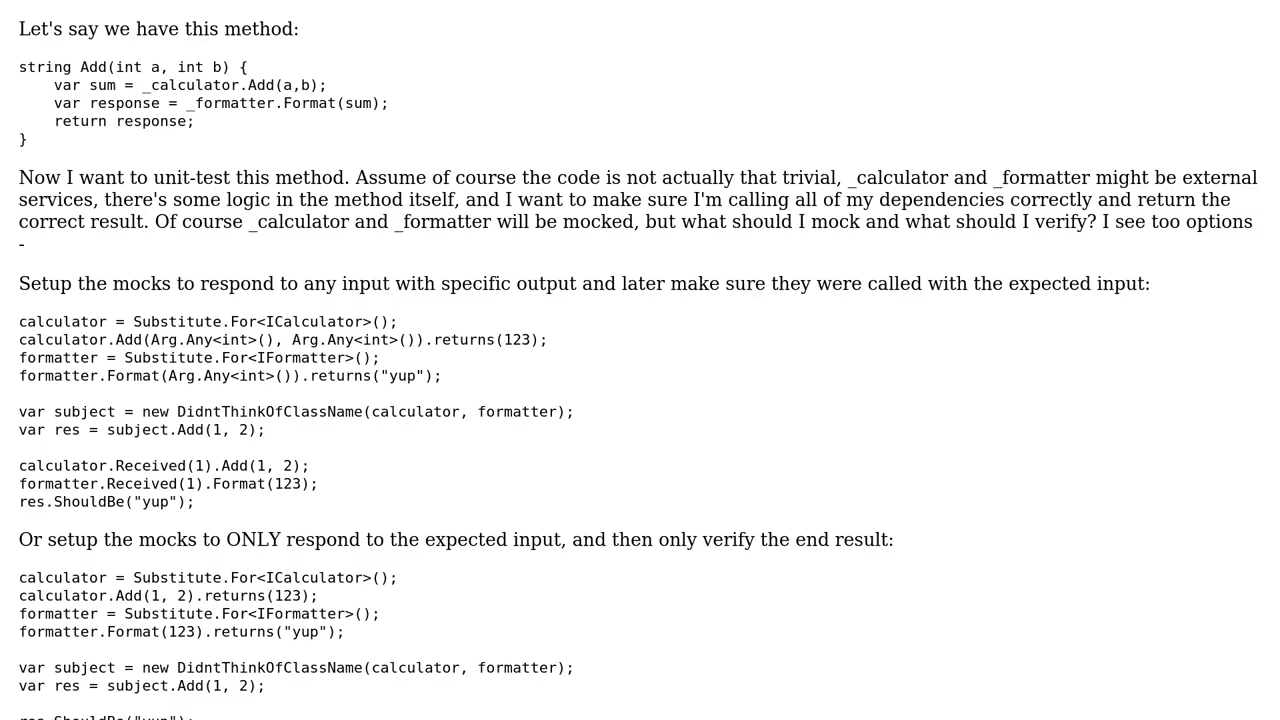 Let's say we have this method:
string Add(int a, int b) {
    var sum = _calculator.Add(a,b);
    var response = _formatter.Format(sum);
    return response;
}
Now I want to unit-test this method. Assume of course the code is not actually that trivial, _calculator and _formatter might be external
services, there's some logic in the method itself, and I want to make sure I'm calling all of my dependencies correctly and return the
correct result. Of course _calculator and _formatter will be mocked, but what should I mock and what should I verify? I see too options
-
Setup the mocks to respond to any input with specific output and later make sure they were called with the expected input:
calculator = Substitute.For<ICalculator>();
calculator.Add(Arg.Any<int>(), Arg.Any<int>()).returns(123);
formatter = Substitute.For<IFormatter>();
formatter.Format(Arg.Any<int>()).returns("yup");
var subject = new DidntThinkOfClassName(calculator, formatter);
var res = subject.Add(1, 2);
calculator.Received(1).Add(1, 2);
formatter.Received(1).Format(123);
res.ShouldBe("yup");
Or setup the mocks to ONLY respond to the expected input, and then only verify the end result:
calculator = Substitute.For<ICalculator>();
calculator.Add(1, 2).returns(123);
formatter = Substitute.For<IFormatter>();
formatter.Format(123).returns("yup");
var subject = new DidntThinkOfClassName(calculator, formatter);
var res = subject.Add(1, 2);
res.ShouldBe("yup");